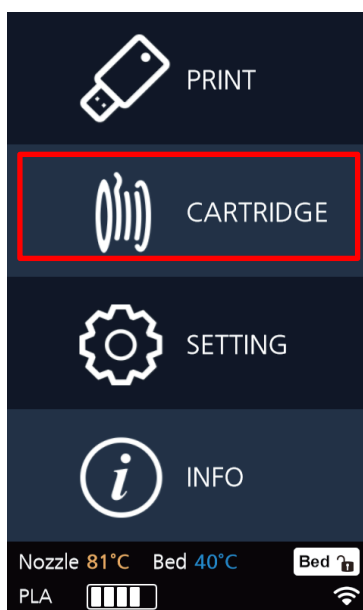 PRINT
CARTRIDGE
SETTING
INFO
Nozzle 81°C Bed 40°C Bed
PLA